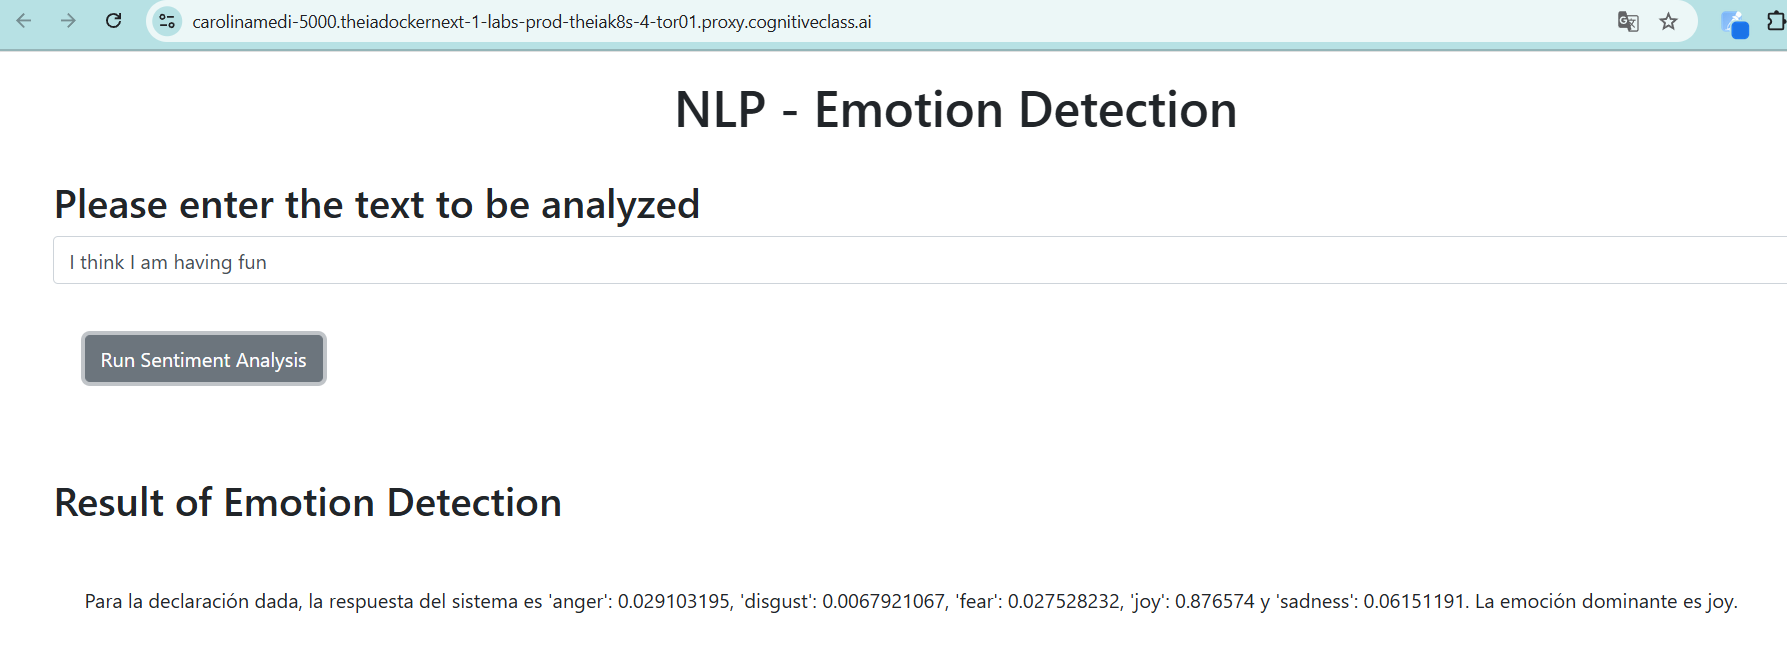 carolinamedi-5000.theiadockernext-1-labs-prod-theiak8s-4-tor01.proxy.cognitiveclass.ai
NLP - Emotion Detection
Please enter the text to be analyzed
I think I am having fun
Run Sentiment Analysis
Result of Emotion Detection
Para la declaración dada, la respuesta del sistema es 'anger': 0.029103195, 'disgust': 0.0067921067, 'fear': 0.027528232, 'joy': 0.876574 y 'sadness': 0.06151191. La emoción dominante es joy.